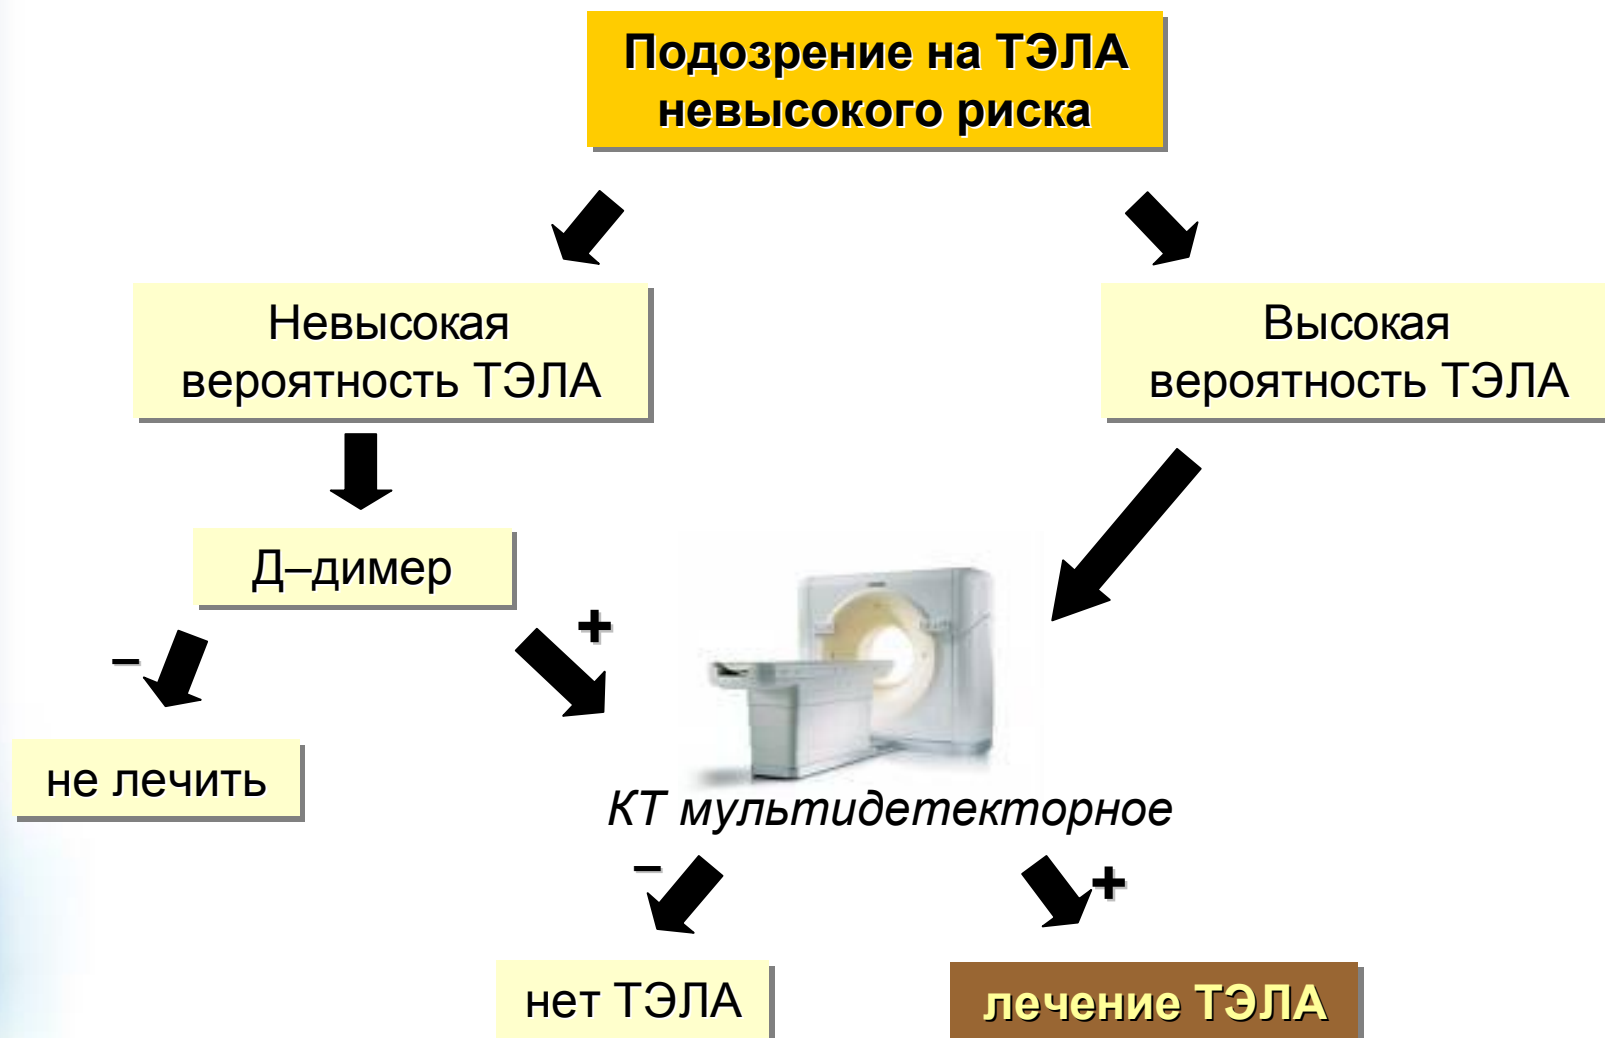 Подозрение на ТЭЛА
невысокого риска
Невысокая
вероятность ТЭЛА
Высокая
вероятность ТЭЛА
Д–димер
–
+
не лечить
КТ мультидетекторное
–
+
нет ТЭЛА
лечение ТЭЛА